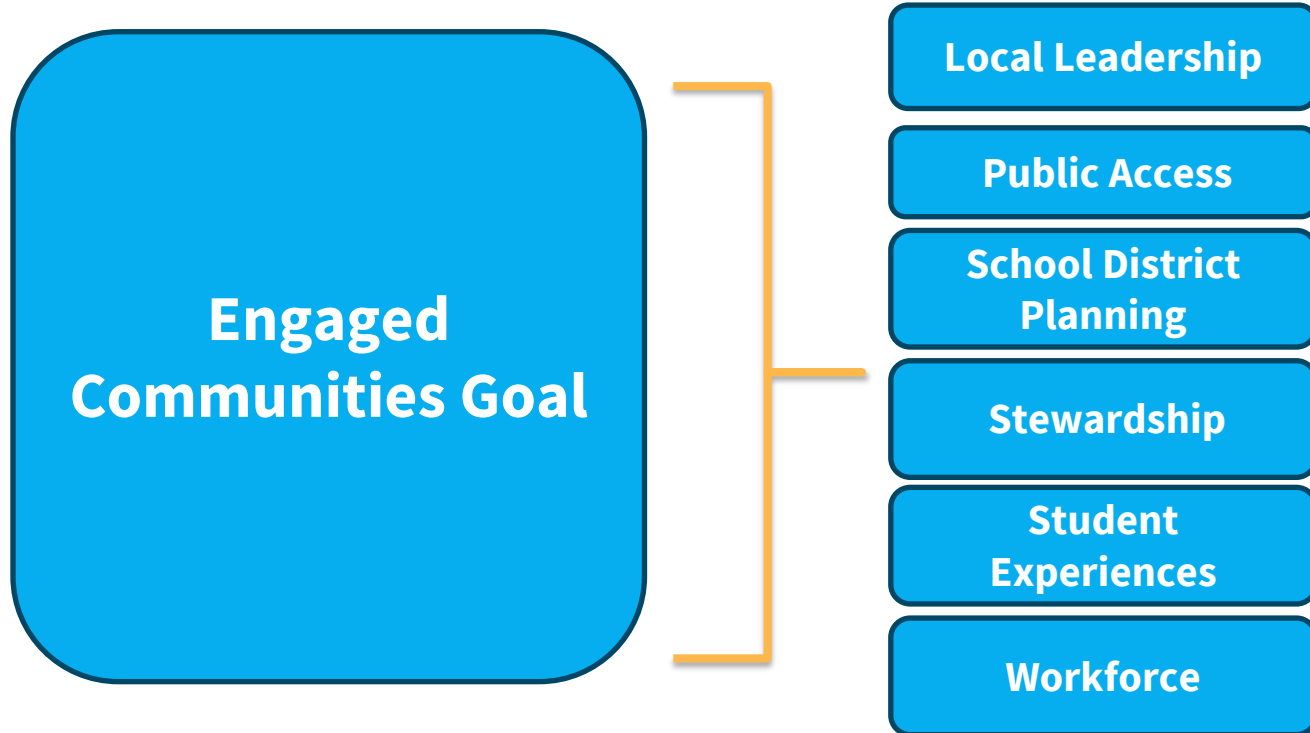 Engaged
Communities Goal
Local Leadership
Public Access
School District
Planning
Stewardship
Student
Experiences
Workforce